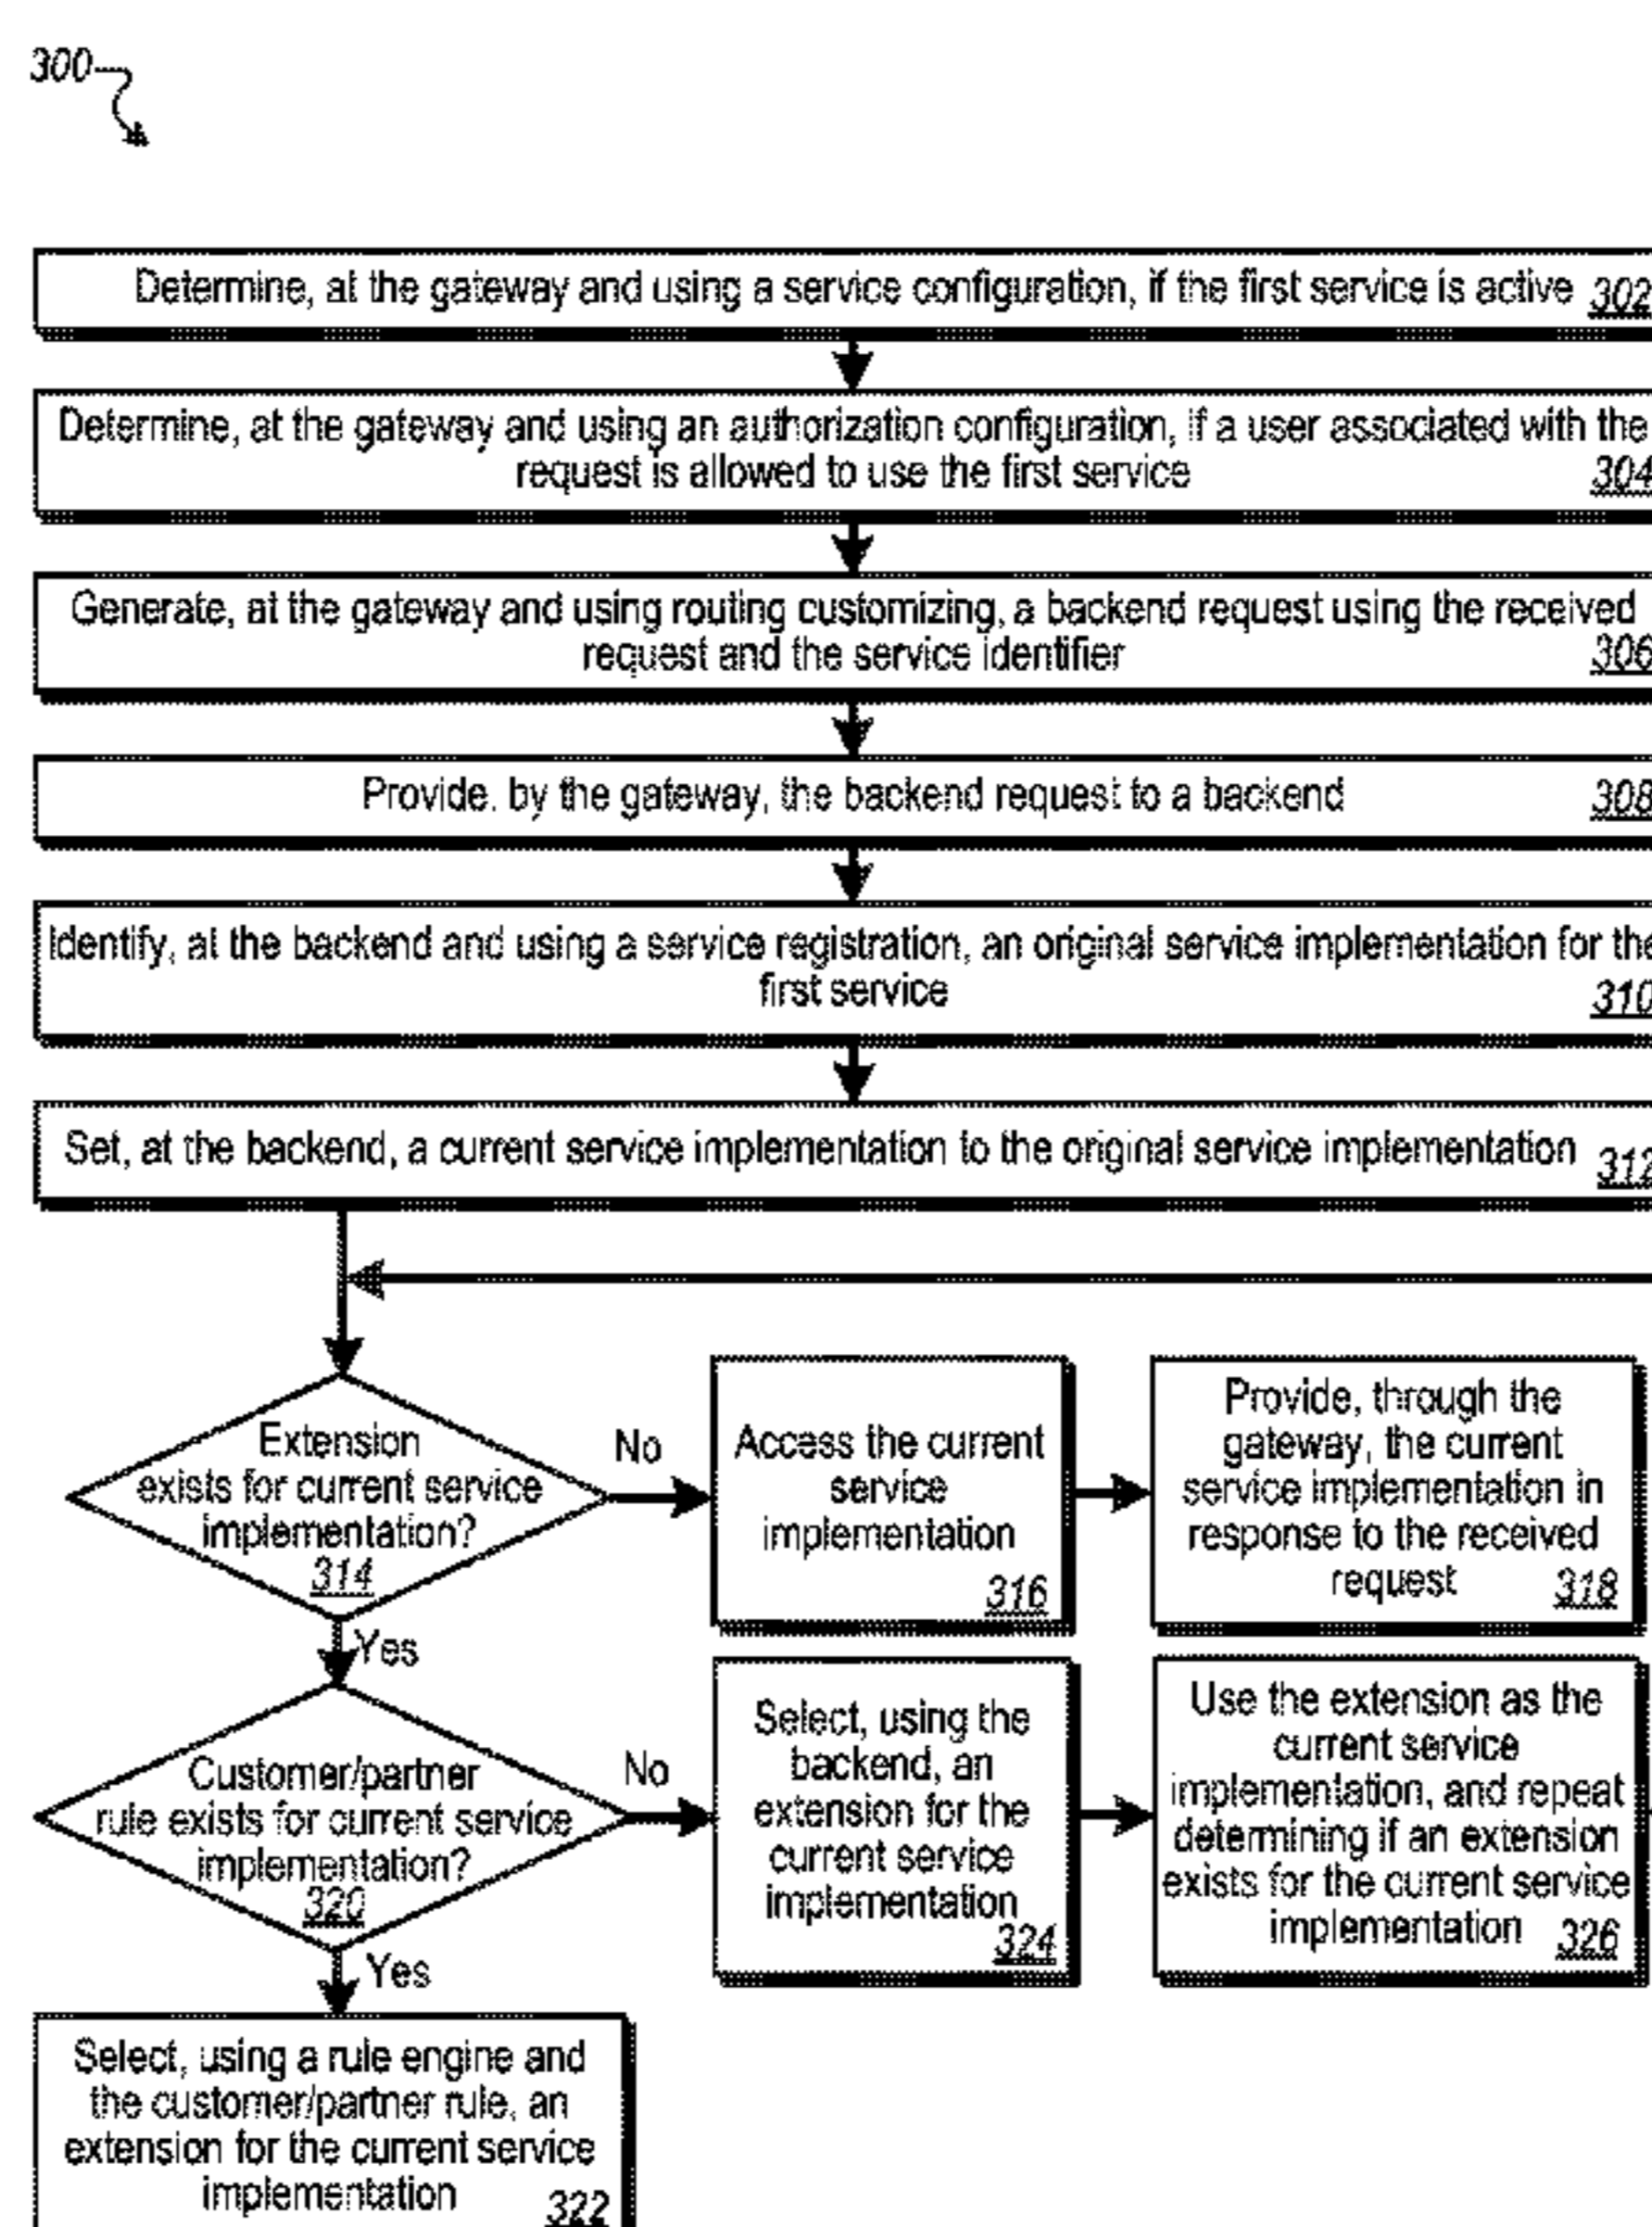 300
Determine, at the gateway and using a service configuration, if the first service is active 302
Determine, at the gateway and using an authorization configuration, if a user associated with the
request is allowed to use the first service 304
Generate, at the gateway and using routing customizing, a backend request using the received
request and the service identifier 306
Provide, by the gateway, the backend request to a backend 308
Identify, at the backend and using a service registration, an original service implementation for the
first service 310
Set, at the backend, a current service implementation to the original service implementation 312
Extension
exists for current service
implementation?
314
No
Access the current
service
implementation
316
Provide, through the
gateway, the current
service implementation in
response to the received
request 318
Yes
Customer/partner
rule exists for current service
implementation?
320
No
Select, using the
backend, an
extension for the
current service
implementation
324
Use the extension as the
current service
implementation, and repeat
determining if an extension
exists for the current service
implementation 326
Yes
Select, using a rule engine and
the customer/partner rule, an
extension for the current service
implementation 322